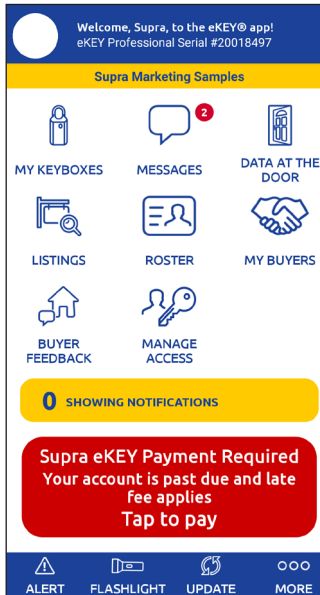 Welcome, Supra, to the eKEY® app!
eKEY Professional Serial #20018497
Supra Marketing Samples
2
MY KEYBOXES
MESSAGES
DATA AT THE
DOOR
LISTINGS
ROSTER
MY BUYERS
BUYER
FEEDBACK
MANAGE
ACCESS
0 SHOWING NOTIFICATIONS
Supra eKEY Payment Required
Your account is past due and late
fee applies
Tap to pay
ALERT
FLASHLIGHT
UPDATE
MORE